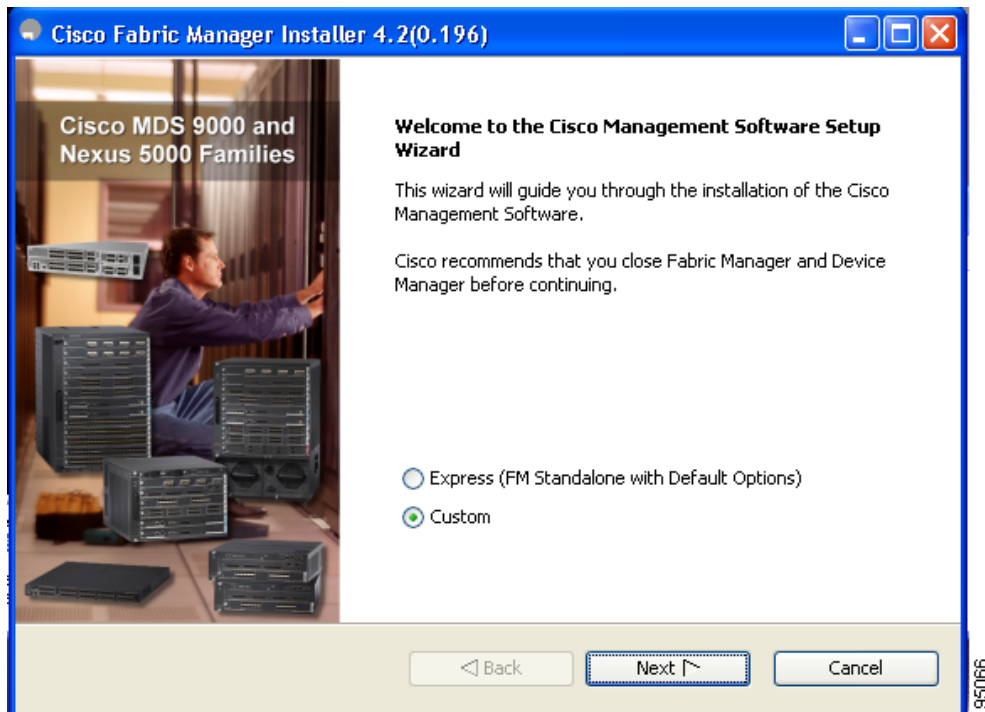 Cisco Fabric Manager Installer 4.2(0.196)
Cisco MDS 9000 and
Nexus 5000 Families
Welcome to the Cisco Management Software Setup
Wizard
This wizard will guide you through the installation of the Cisco
Management Software.
Cisco recommends that you close Fabric Manager and Device
Manager before continuing.
Express (FM Standalone with Default Options)
Custom
Back
Next
Cancel